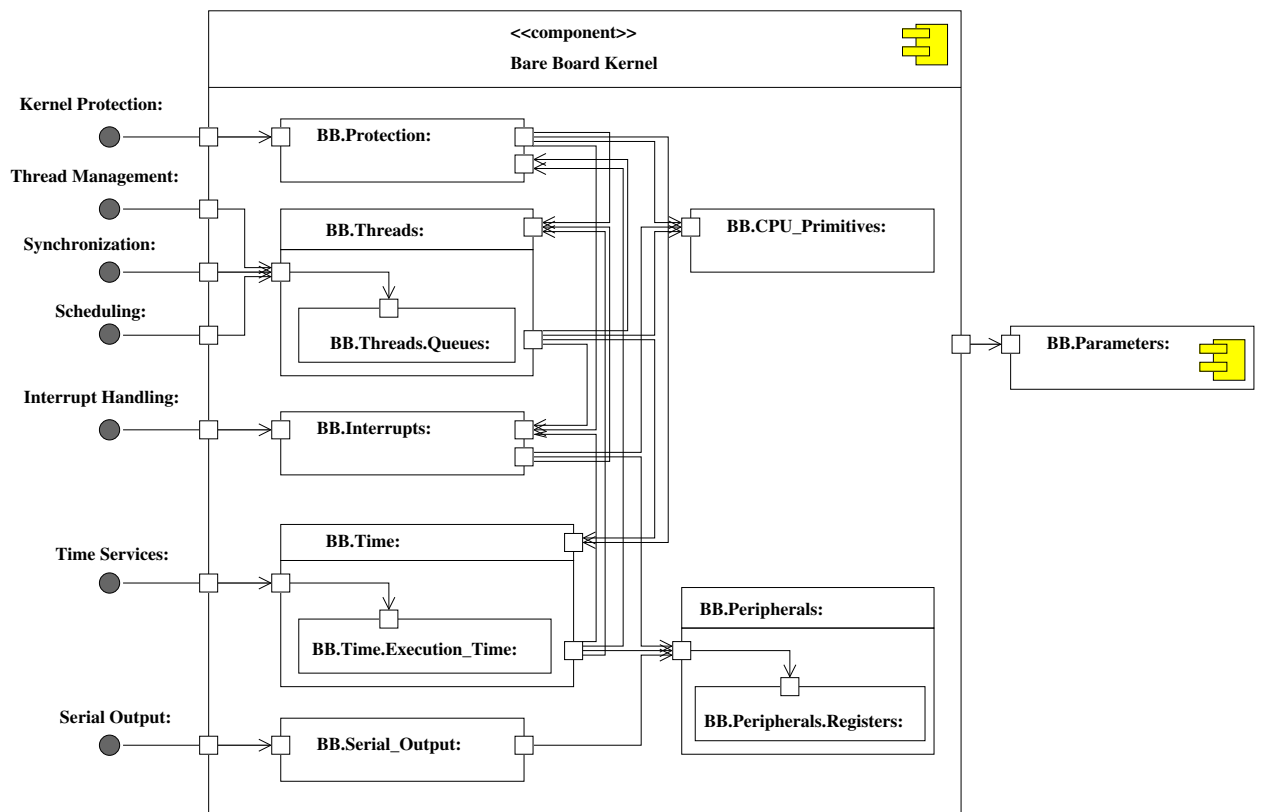 <<component>>
Bare Board Kernel
Kernel Protection:
BB.Protection:
Thread Management:
BB.Threads:
BB.CPU_Primitives:
Synchronization:
Scheduling:
BB.Threads.Queues:
BB.Parameters:
Interrupt Handling:
BB.Interrupts:
Time Services:
BB.Time:
BB.Peripherals:
BB.Time.Execution_Time:
Serial Output:
BB.Peripherals.Registers:
BB.Serial_Output: